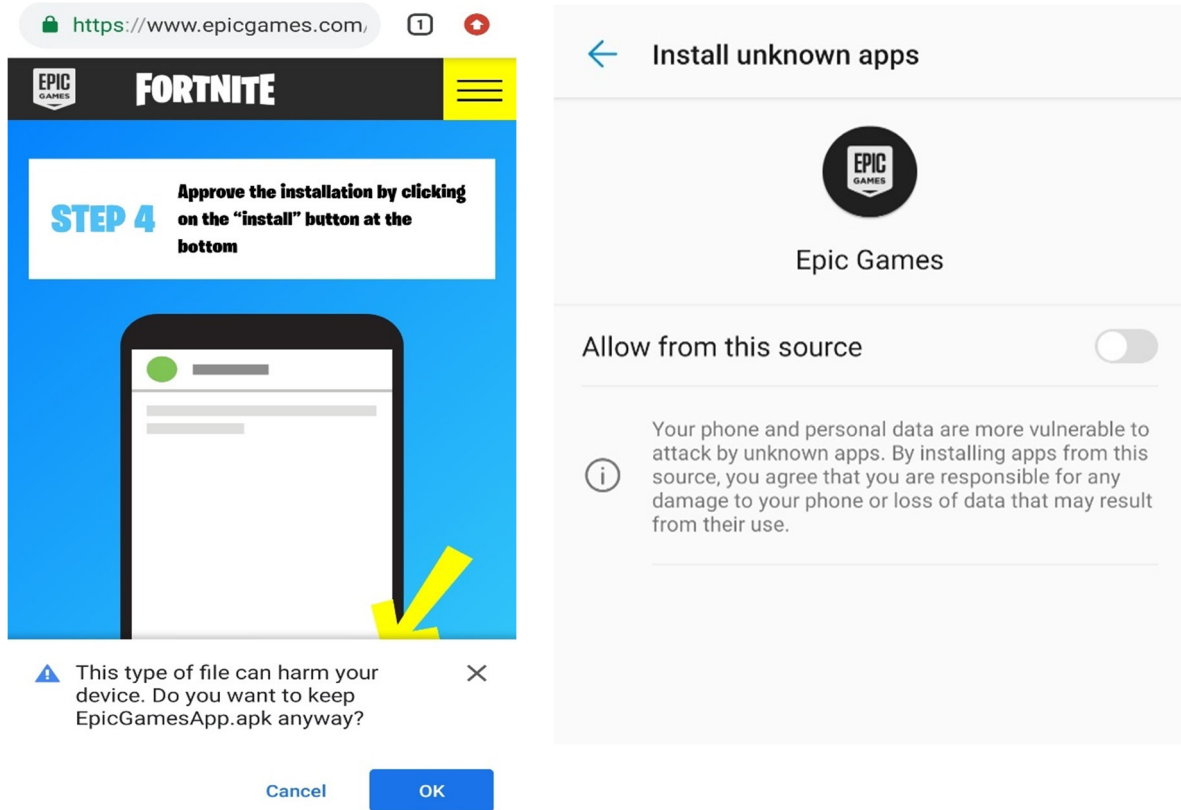 https://www.epicgames.com/
1
EPIC
GAMES
FORTNITE
STEP 4
Approve the installation by clicking
on the “install” button at the
bottom
This type of file can harm your
device. Do you want to keep
EpicGamesApp.apk anyway?
Cancel
OK
Install unknown apps
EPIC
GAMES
Epic Games
Allow from this source
Your phone and personal data are more vulnerable to
attack by unknown apps. By installing apps from this
source, you agree that you are responsible for any
damage to your phone or loss of data that may result
from their use.